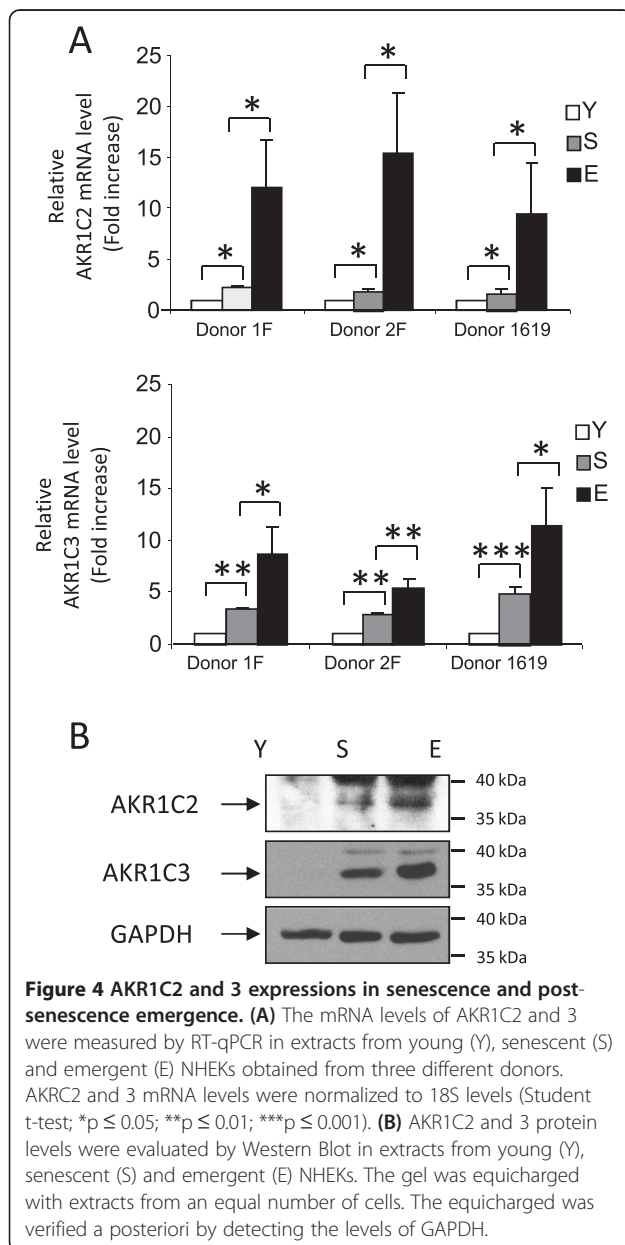 A
25
20
15
10
5
0
Relative
AKR1C2 mRNA level
(Fold increase)
*
*
*
*
*
*
Y
S
E
Donor 1F
Donor 2F
Donor 1619
25
20
15
10
5
0
Relative
AKR1C3 mRNA level
(Fold increase)
**
*
**
**
***
*
Y
S
E
Donor 1F
Donor 2F
Donor 1619
B
Y S E
AKR1C2
40 kDa
35 kDa
AKR1C3
40 kDa
35 kDa
GAPDH
40 kDa
35 kDa
Figure 4 AKR1C2 and 3 expressions in senescence and post-
senescence emergence. (A) The mRNA levels of AKR1C2 and 3
were measured by RT-qPCR in extracts from young (Y), senescent (S)
and emergent (E) NHEKs obtained from three different donors.
AKRC2 and 3 mRNA levels were normalized to 18S levels (Student
t-test; *p ≤ 0.05; **p ≤ 0.01; ***p ≤ 0.001). (B) AKR1C2 and 3 protein
levels were evaluated by Western Blot in extracts from young (Y),
senescent (S) and emergent (E) NHEKs. The gel was equicharged
with extracts from an equal number of cells. The equicharged was
verified a posteriori by detecting the levels of GAPDH.